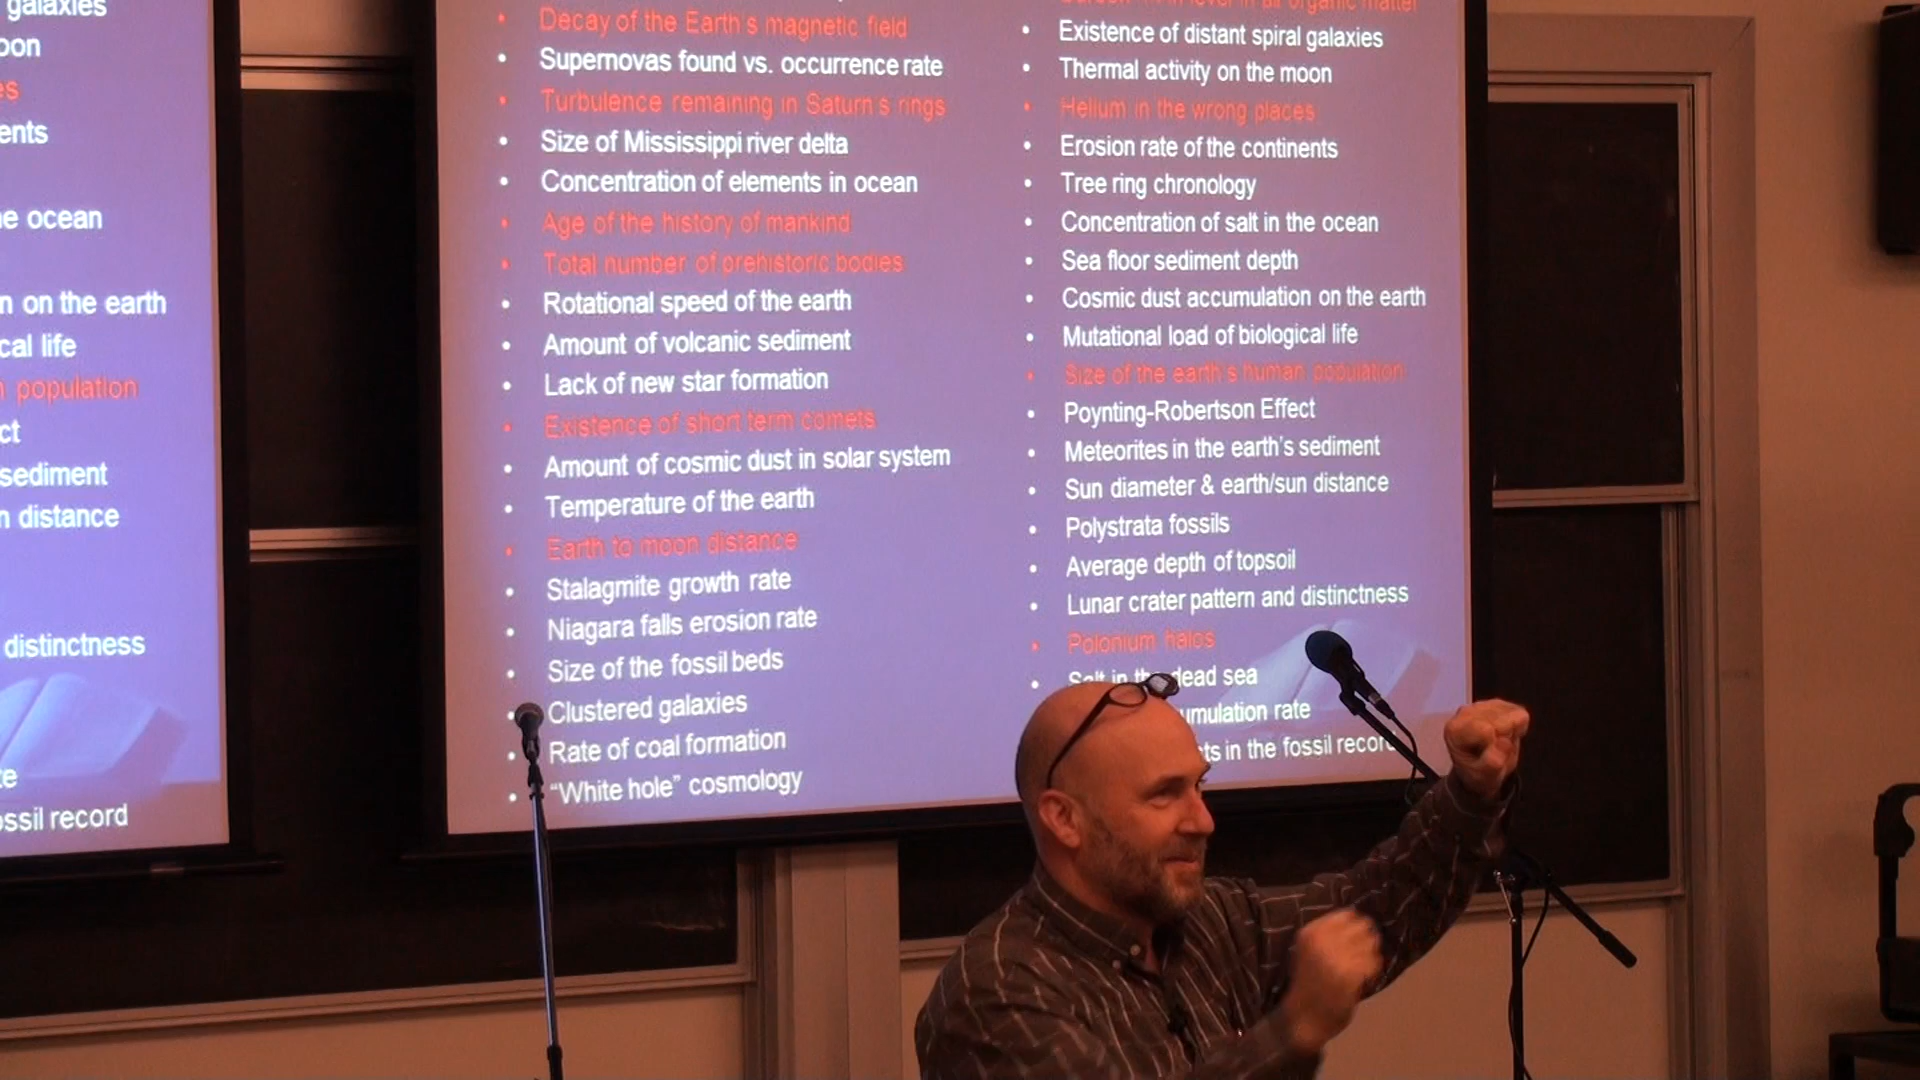 galaxies
oon
es
ents
e ocean
n on the earth
cal life
n population
ct
sediment
n distance
distinctness
te
ossil record
• Decay of the Earth's magnetic field
• Supernovas found vs. occurrence rate
• Turbulence remaining in Saturn's rings
• Size of Mississippi river delta
• Concentration of elements in ocean
• Age of the history of mankind
• Total number of prehistoric bodies
• Rotational speed of the earth
• Amount of volcanic sediment
• Lack of new star formation
• Existence of short term comets
• Amount of cosmic dust in solar system
• Temperature of the earth
• Earth to moon distance
• Stalagmite growth rate
• Niagara falls erosion rate
• Size of the fossil beds
• Clustered galaxies
• Rate of coal formation
• “White hole” cosmology
in all organic matter
• Existence of distant spiral galaxies
• Thermal activity on the moon
• Helium in the wrong places
• Erosion rate of the continents
• Tree ring chronology
• Concentration of salt in the ocean
• Sea floor sediment depth
• Cosmic dust accumulation on the earth
• Mutational load of biological life
• Size of the earth's human population
• Poynting-Robertson Effect
• Meteorites in the earth's sediment
• Sun diameter & earth/sun distance
• Polystrata fossils
• Average depth of topsoil
• Lunar crater pattern and distinctness
• Polonium halos
• Salt in the dead sea
umulation rate
ts in the fossil record